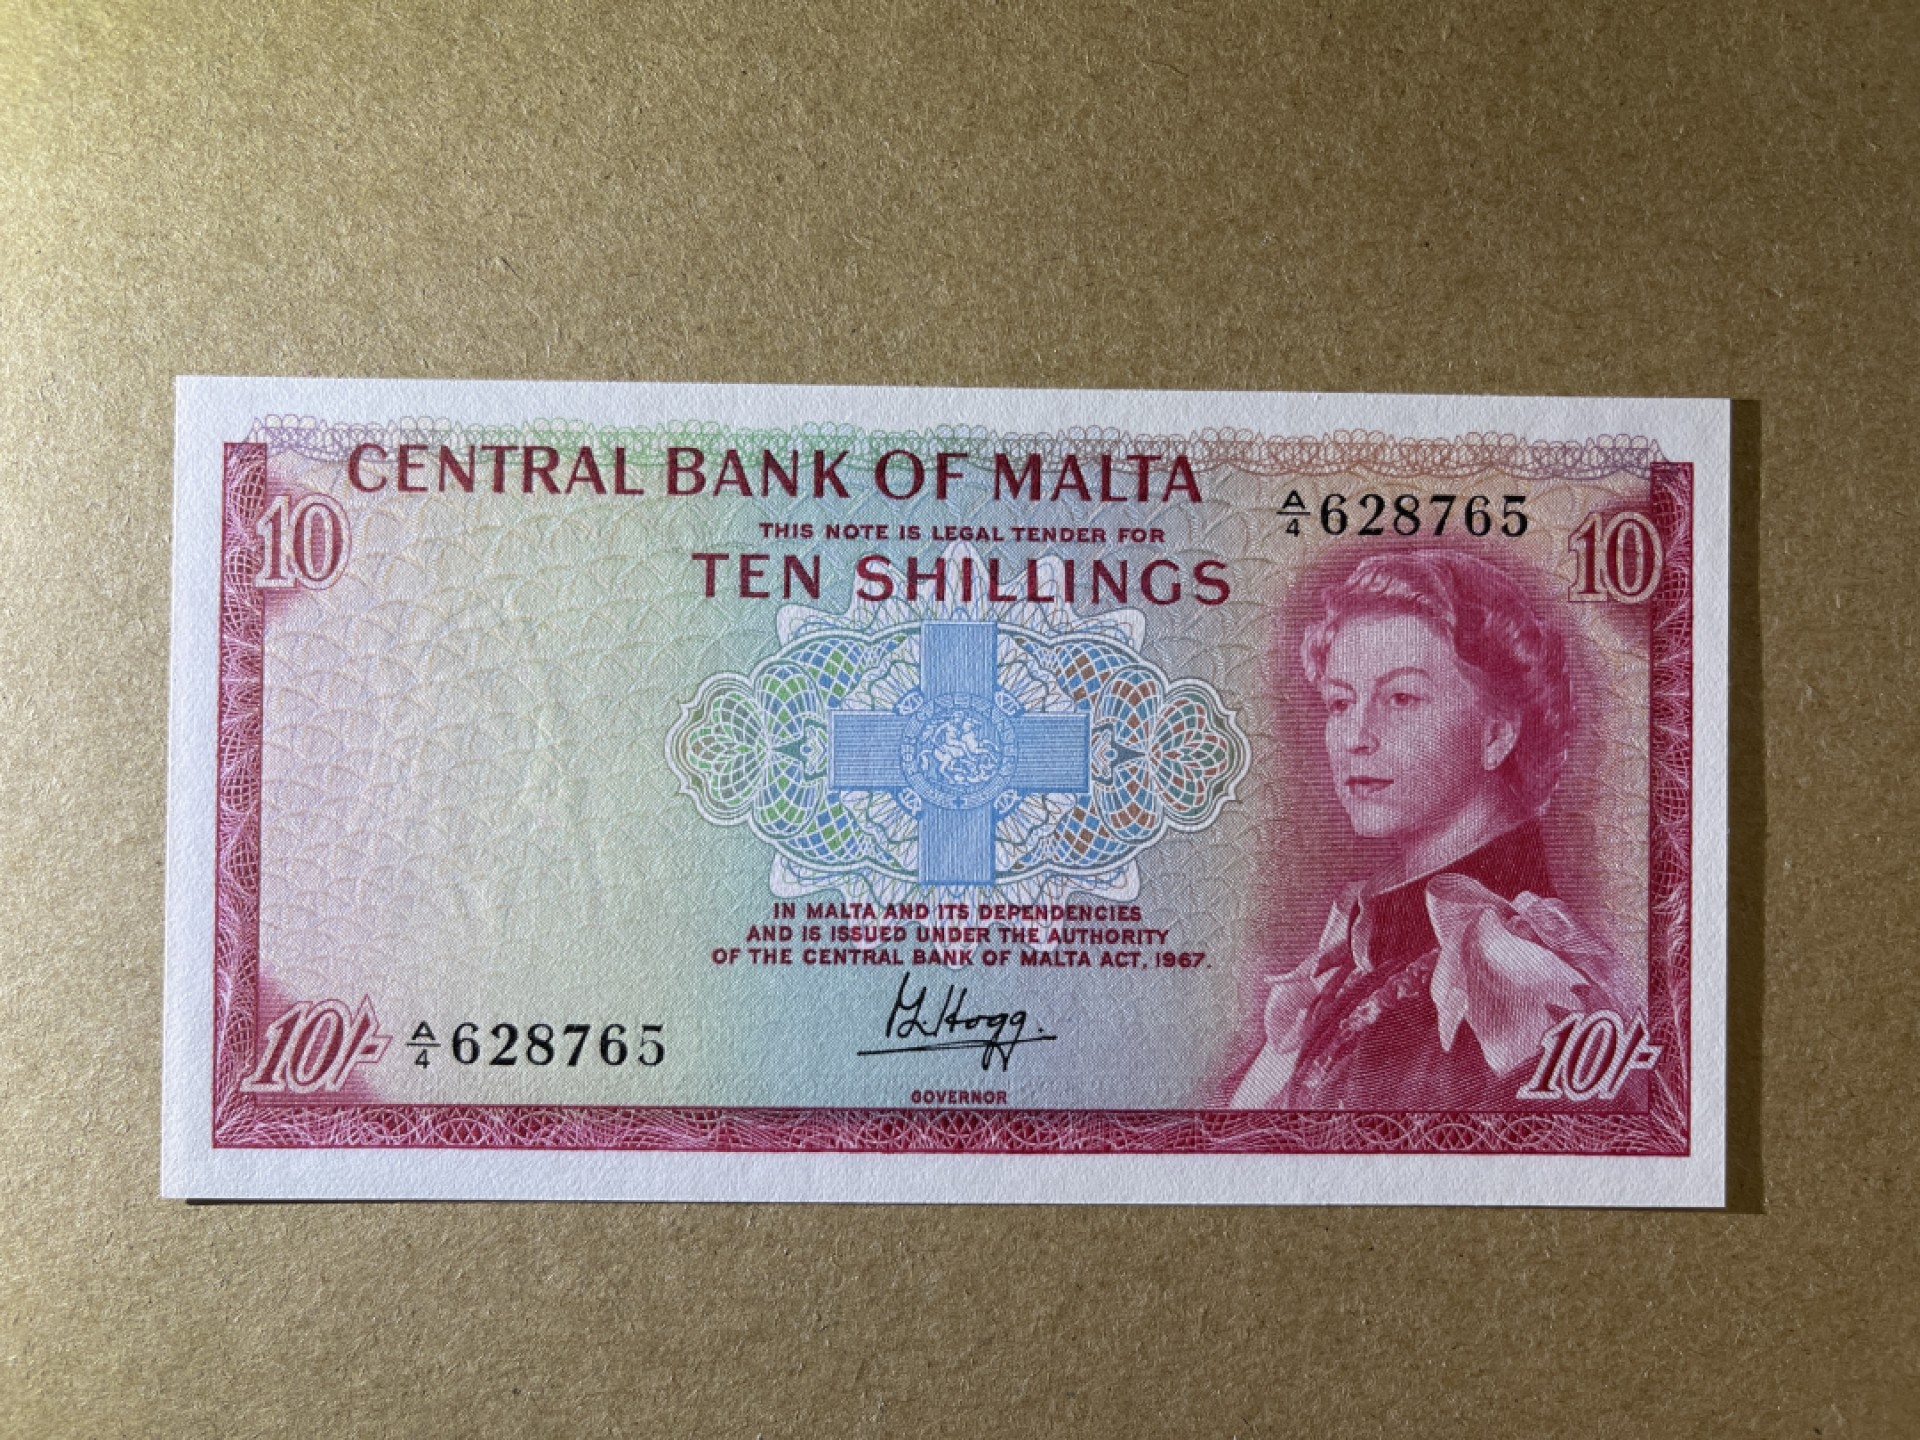 CENTRAL BANK OF MALTA
A/4 628765
10
10
THIS NOTE IS LEGAL TENDER FOR
TEN SHILLINGS
IN MALTA AND ITS DEPENDENCIES
AND IS ISSUED UNDER THE AUTHORITY
OF THE CENTRAL BANK OF MALTA ACT, 1967.
10/-
A/4 628765
Hogg.
10/-
GOVERNOR